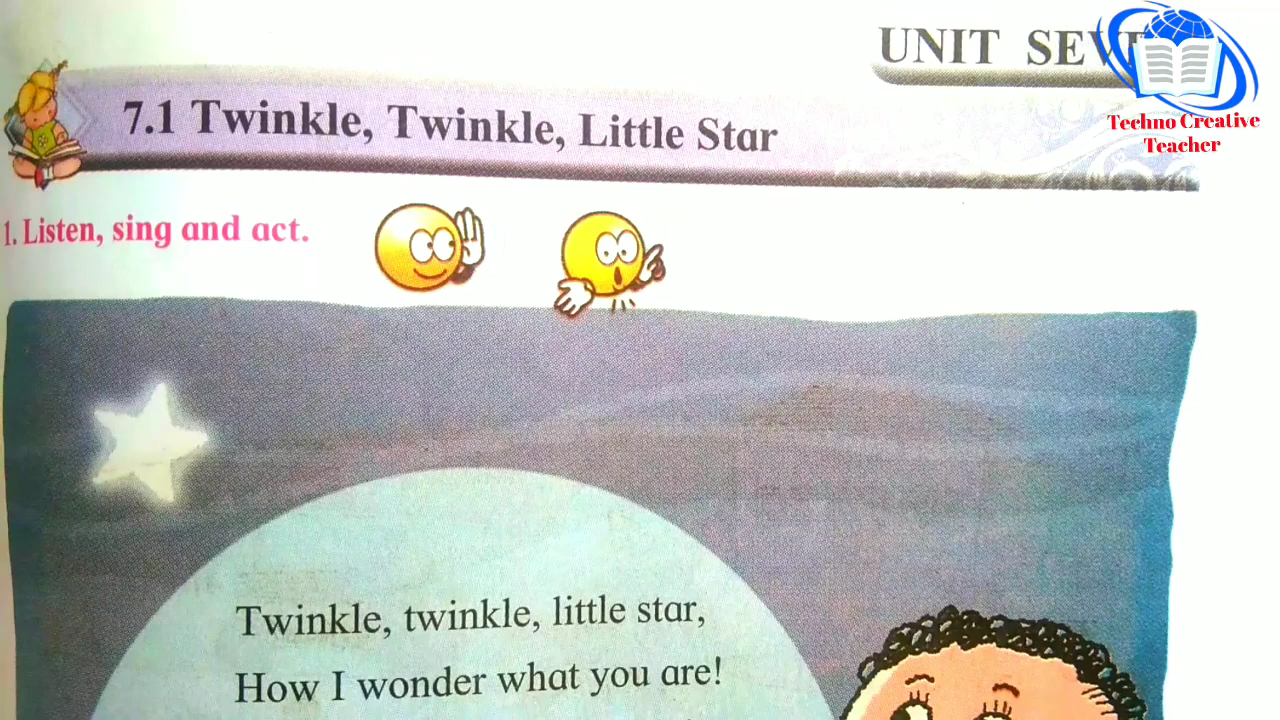 UNIT SEVE
7.1 Twinkle, Twinkle, Little Star
Techno Creative
Teacher
1. Listen, sing and act.
Twinkle, twinkle, little star,
How I wonder what you are!